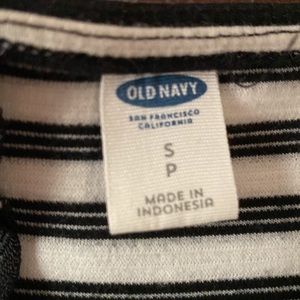 OLD NAVY
SAN FRANCISCO
CALIFORNIA
S
P
MADE IN
INDONESIA